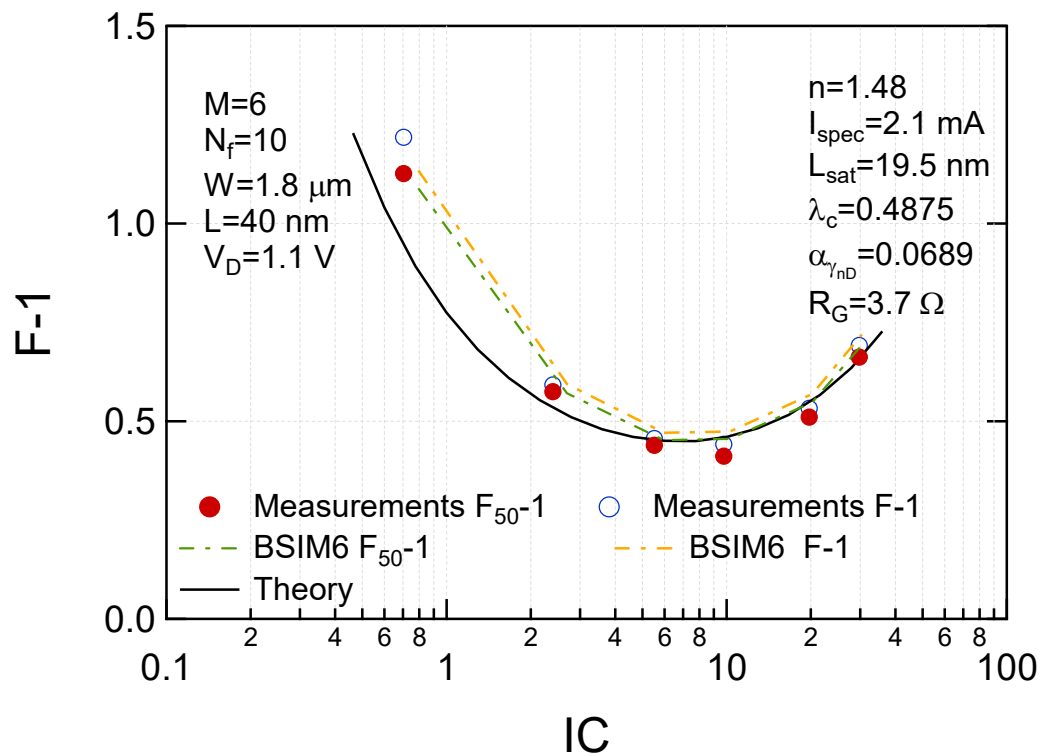 1.5
1.0
0.5
0.0
F-1
M=6
N_f=10
W=1.8 μm
L=40 nm
V_D=1.1 V
n=1.48
I_spec=2.1 mA
L_sat=19.5 nm
λ_c=0.4875
α_γ_nD=0.0689
R_G=3.7 Ω
Measurements F_50-1
Measurements F-1
BSIM6 F_50-1
BSIM6 F-1
Theory
2 4 6 8 2 4 6 8 2 4 6 8
0.1 1 10 100
IC